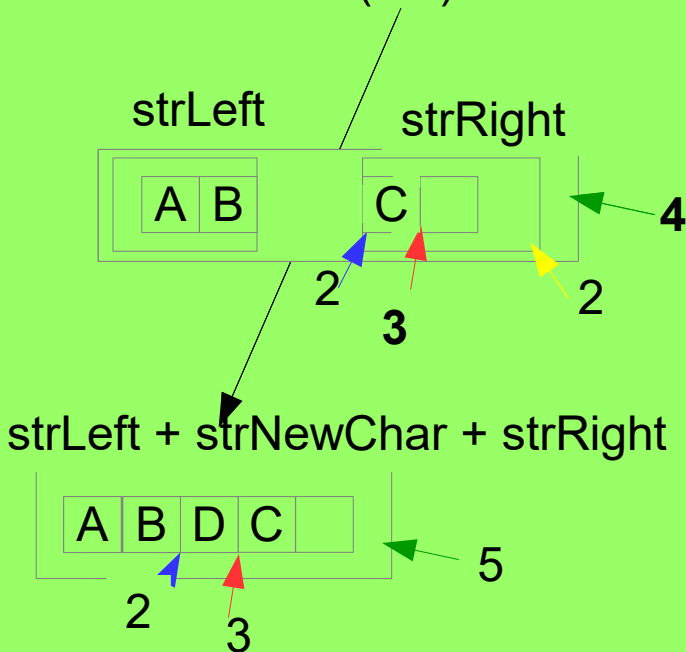 strLeft strRight
A B C
4
2 3 2
strLeft + strNewChar + strRight
A B D C
5
2 3